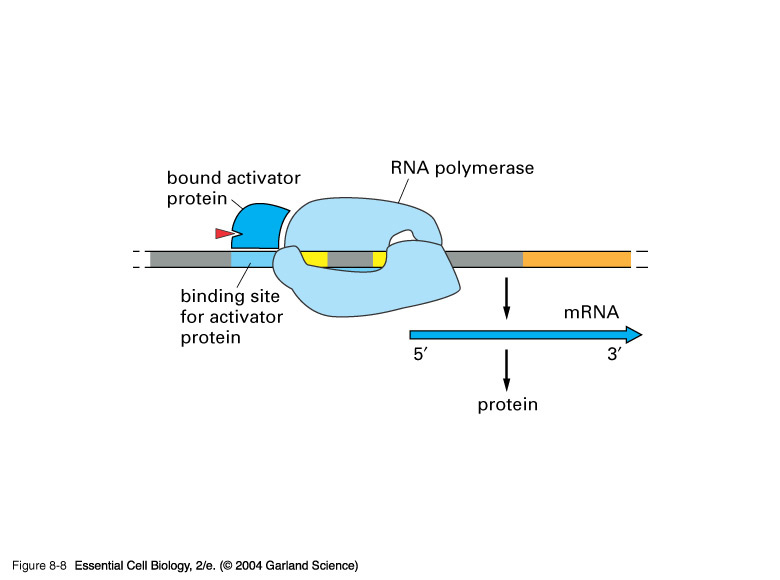 RNA polymerase
bound activator
protein
binding site
for activator
protein
mRNA
5′
3′
protein
Figure 8-8 Essential Cell Biology, 2/e. (© 2004 Garland Science)